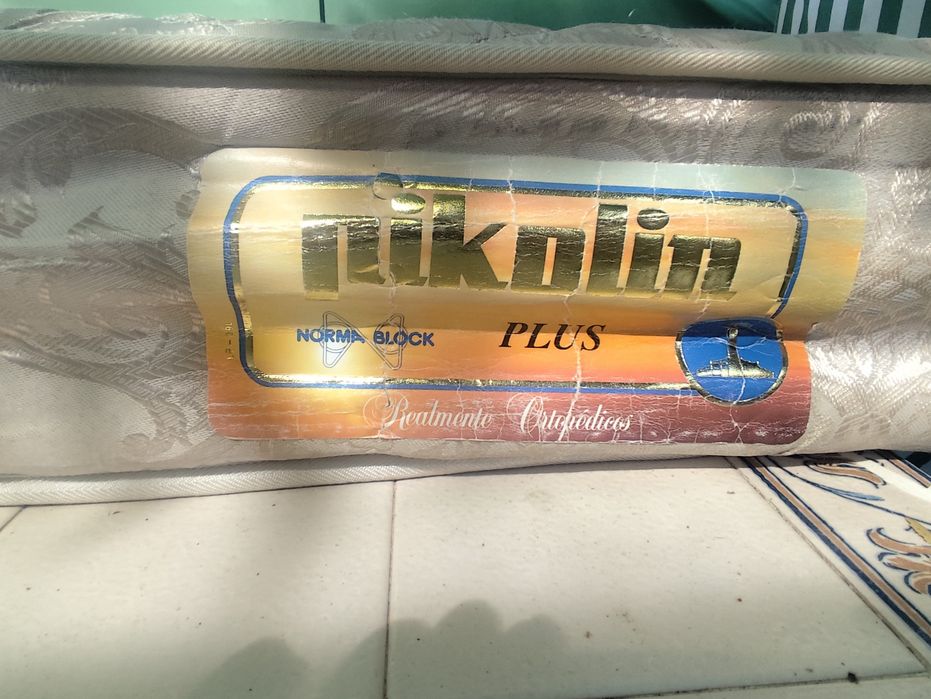 pikolin
NORMA BLOCK PLUS
Realmente Ortopédicos